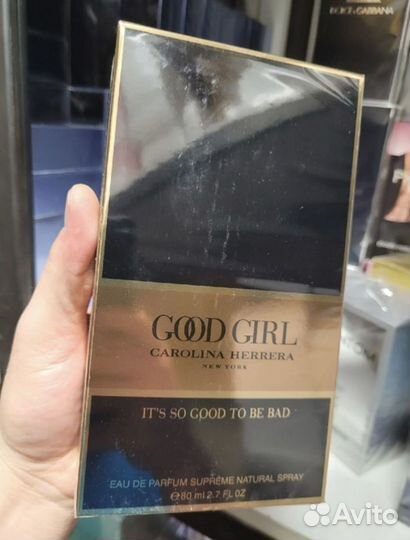 DOLCE & GABBANA
GOOD GIRL
CAROLINA HERRERA
NEW YORK
IT'S SO GOOD TO BE BAD
EAU DE PARFUM SUPRÊME NATURAL SPRAY
℮80 ml 2.7 FL OZ
Avito